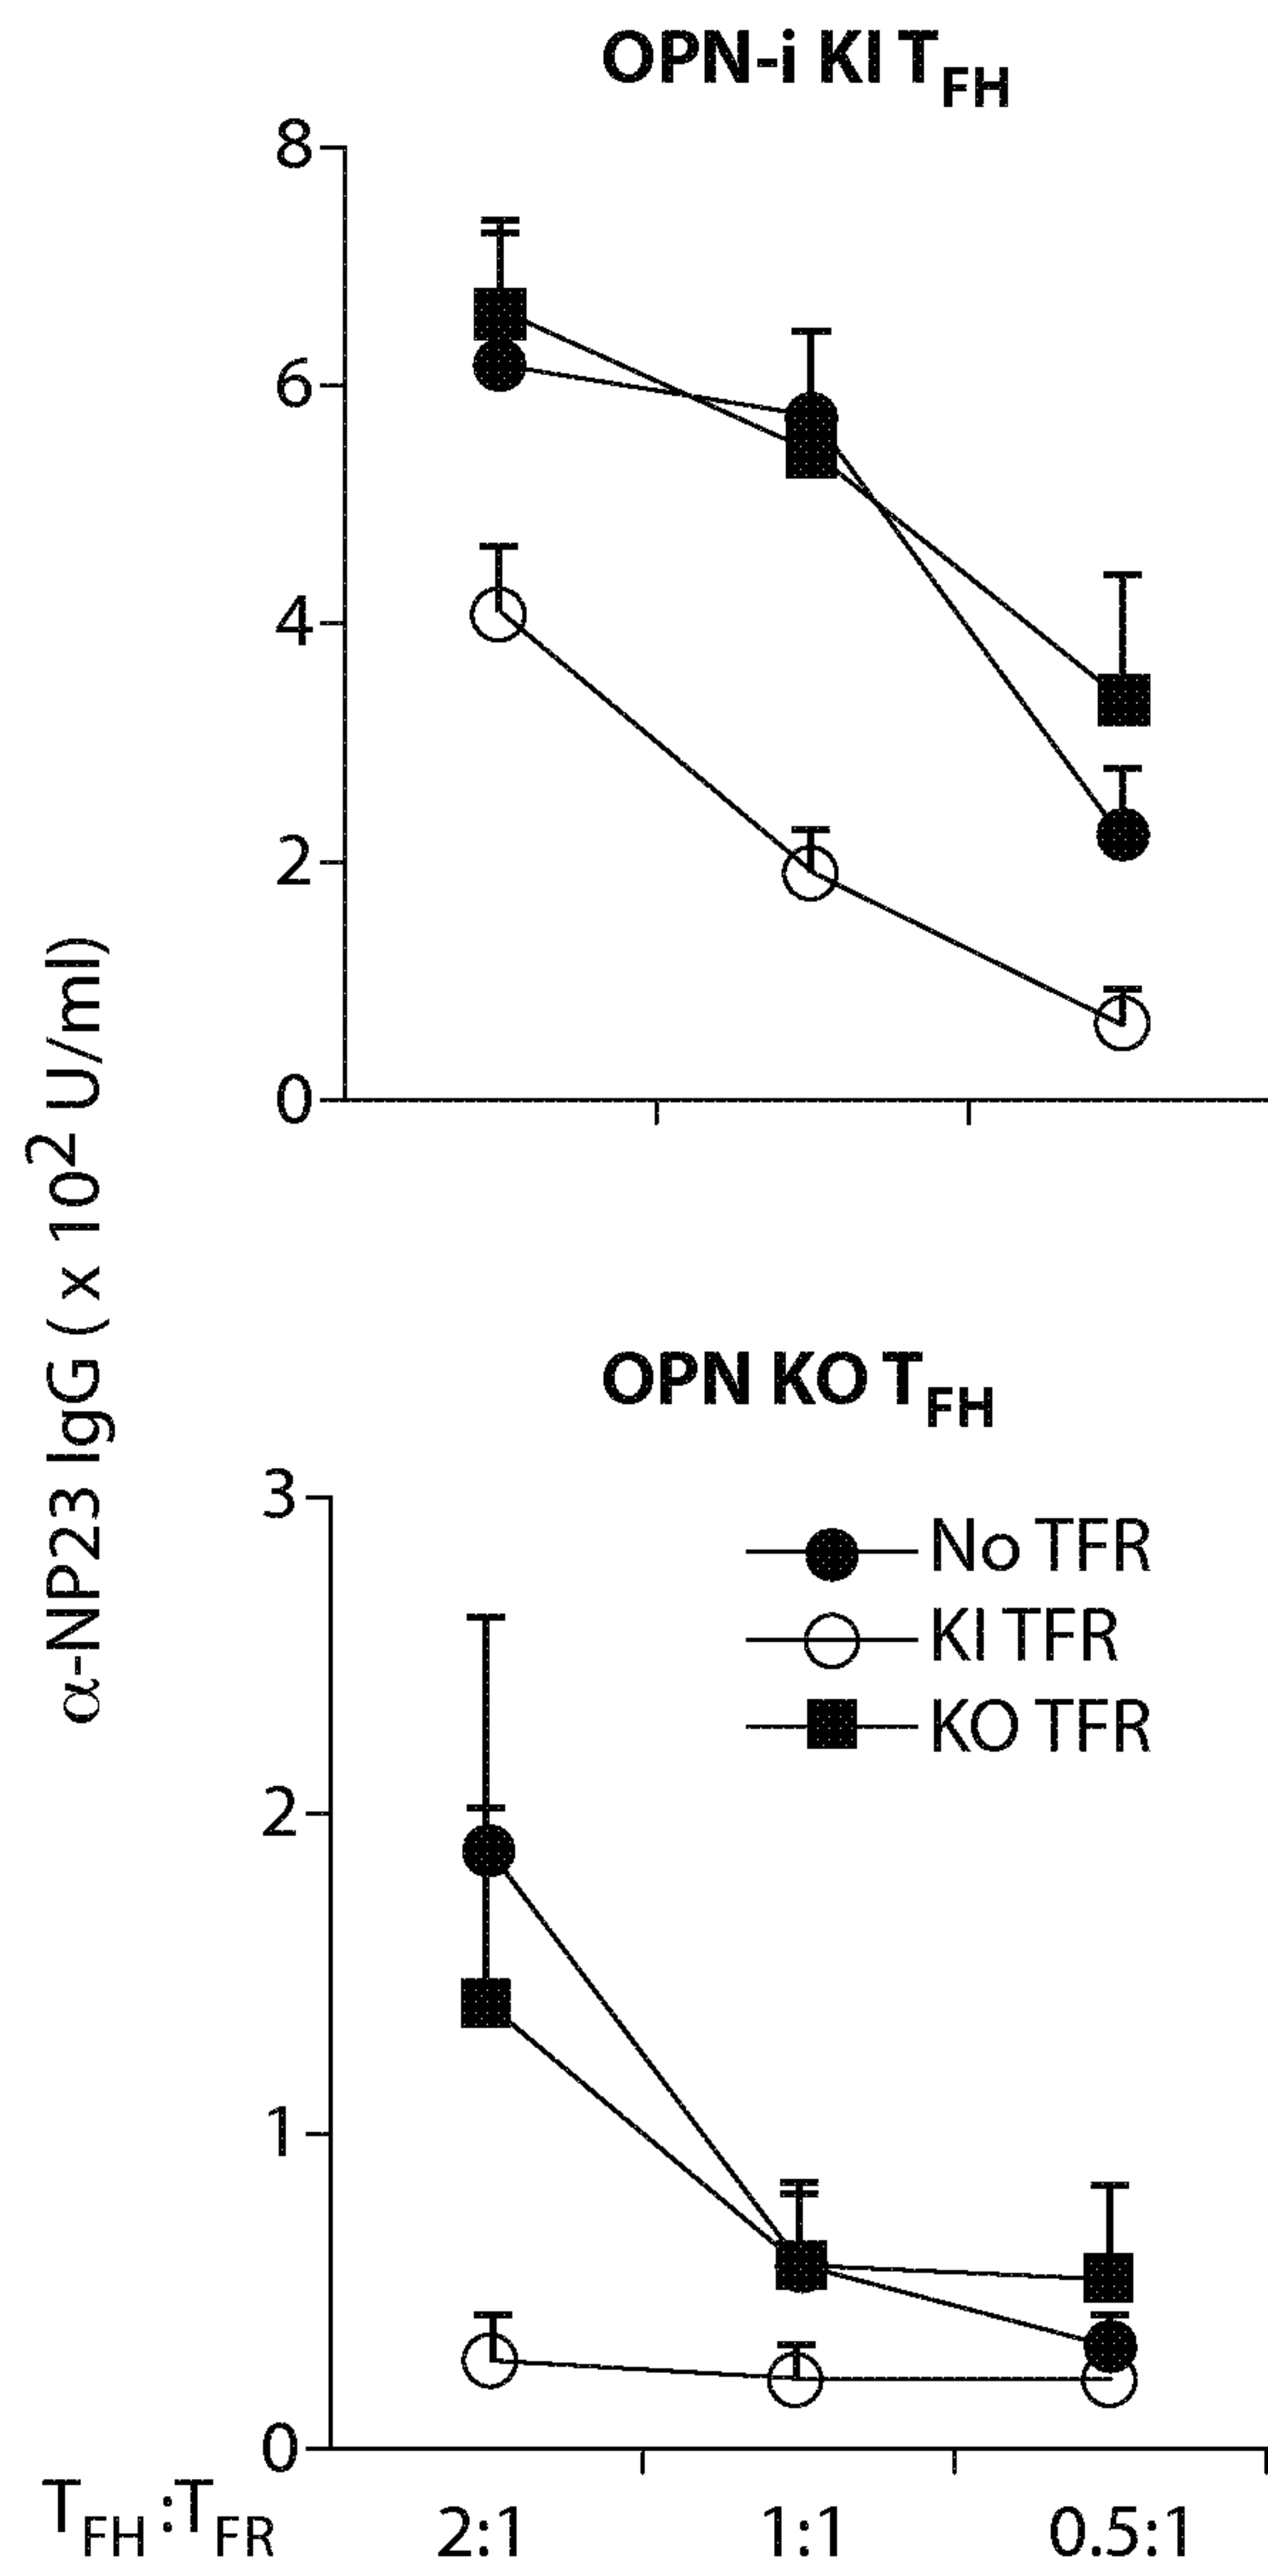 OPN-i KI TFH
8
6
4
2
0
α-NP23 IgG ( x 10² U/ml)
OPN KO TFH
3
2
1
0
No TFR
KI TFR
KO TFR
TFH :TFR 2:1 1:1 0.5:1